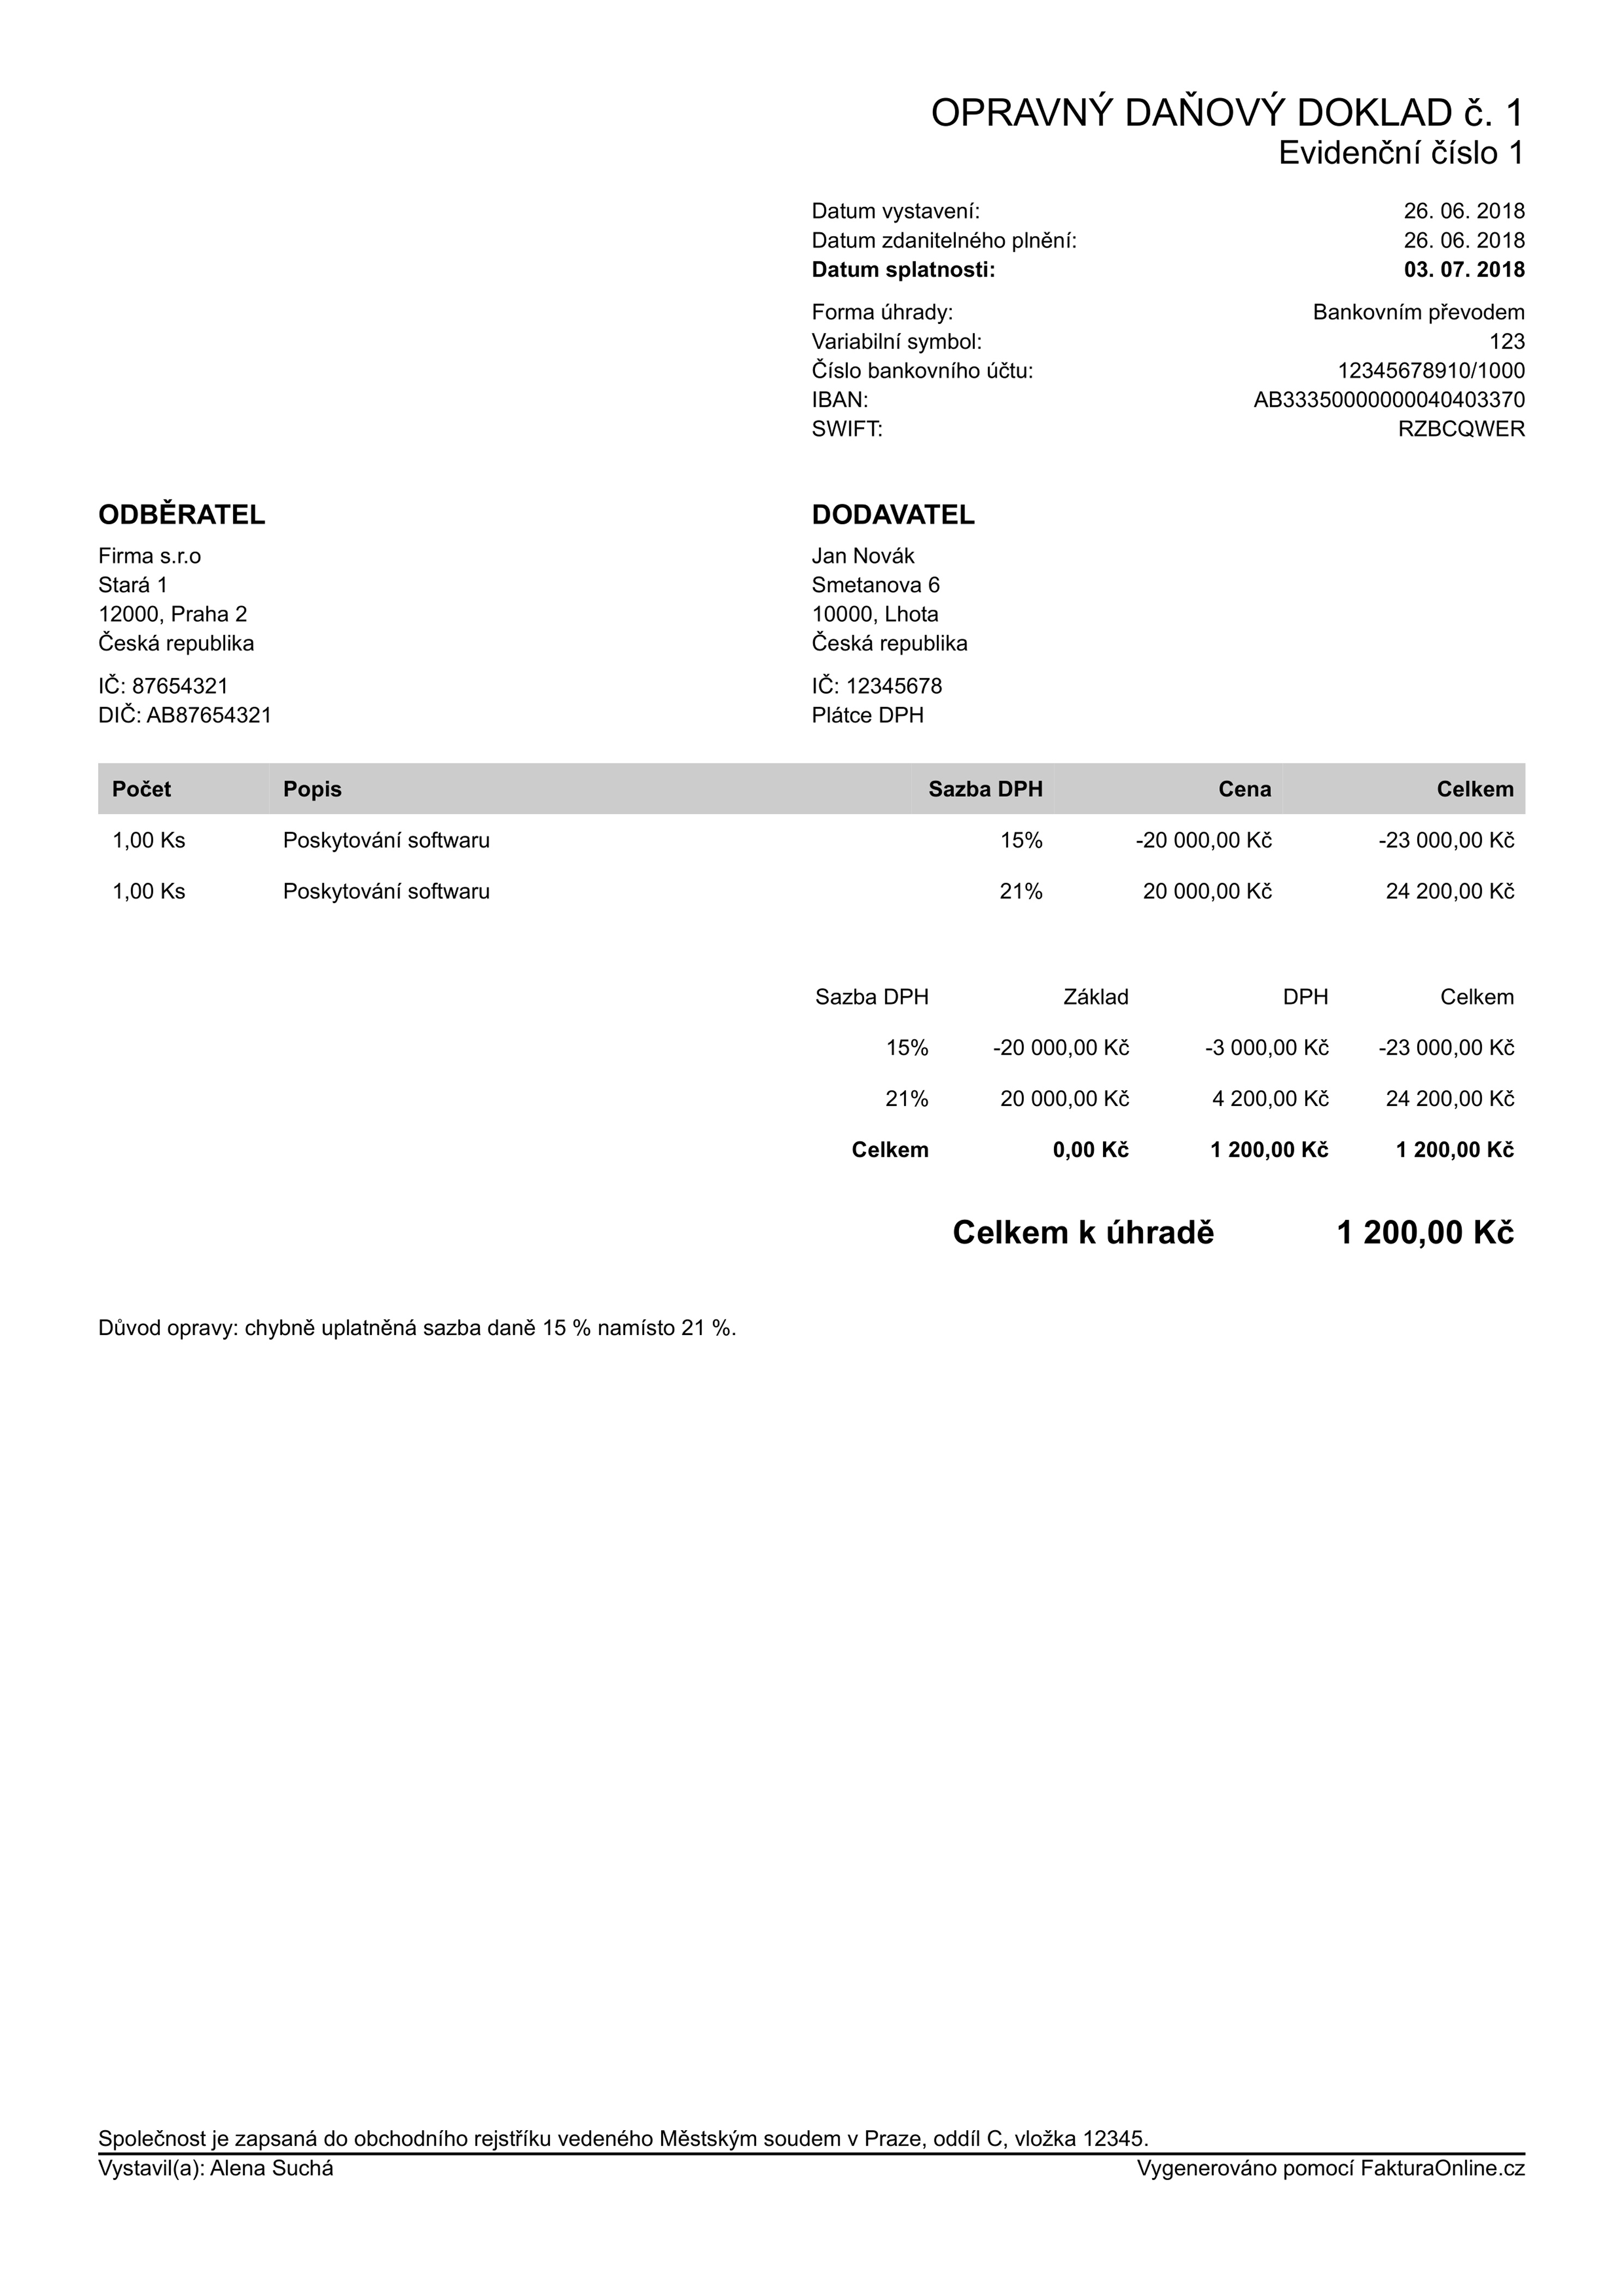 OPRAVNÝ DAŇOVÝ DOKLAD č. 1
Evidenční číslo 1
Datum vystavení: 26. 06. 2018
Datum zdanitelného plnění: 26. 06. 2018
Datum splatnosti: 03. 07. 2018
Forma úhrady: Bankovním převodem
Variabilní symbol: 123
Číslo bankovního účtu: 12345678910/1000
IBAN: AB33350000000040403370
SWIFT: RZBCQWER
ODBĚRATEL
Firma s.r.o
Stará 1
12000, Praha 2
Česká republika
IČ: 87654321
DIČ: AB87654321
DODAVATEL
Jan Novák
Smetanova 6
10000, Lhota
Česká republika
IČ: 12345678
Plátce DPH
Počet Popis Sazba DPH Cena Celkem
1,00 Ks Poskytování softwaru 15% -20 000,00 Kč -23 000,00 Kč
1,00 Ks Poskytování softwaru 21% 20 000,00 Kč 24 200,00 Kč
Sazba DPH Základ DPH Celkem
15% -20 000,00 Kč -3 000,00 Kč -23 000,00 Kč
21% 20 000,00 Kč 4 200,00 Kč 24 200,00 Kč
Celkem 0,00 Kč 1 200,00 Kč 1 200,00 Kč
Celkem k úhradě 1 200,00 Kč
Důvod opravy: chybně uplatněná sazba daně 15 % namísto 21 %.
Společnost je zapsaná do obchodního rejstříku vedeného Městským soudem v Praze, oddíl C, vložka 12345.
Vystavil(a): Alena Suchá Vygenerováno pomocí FakturaOnline.cz